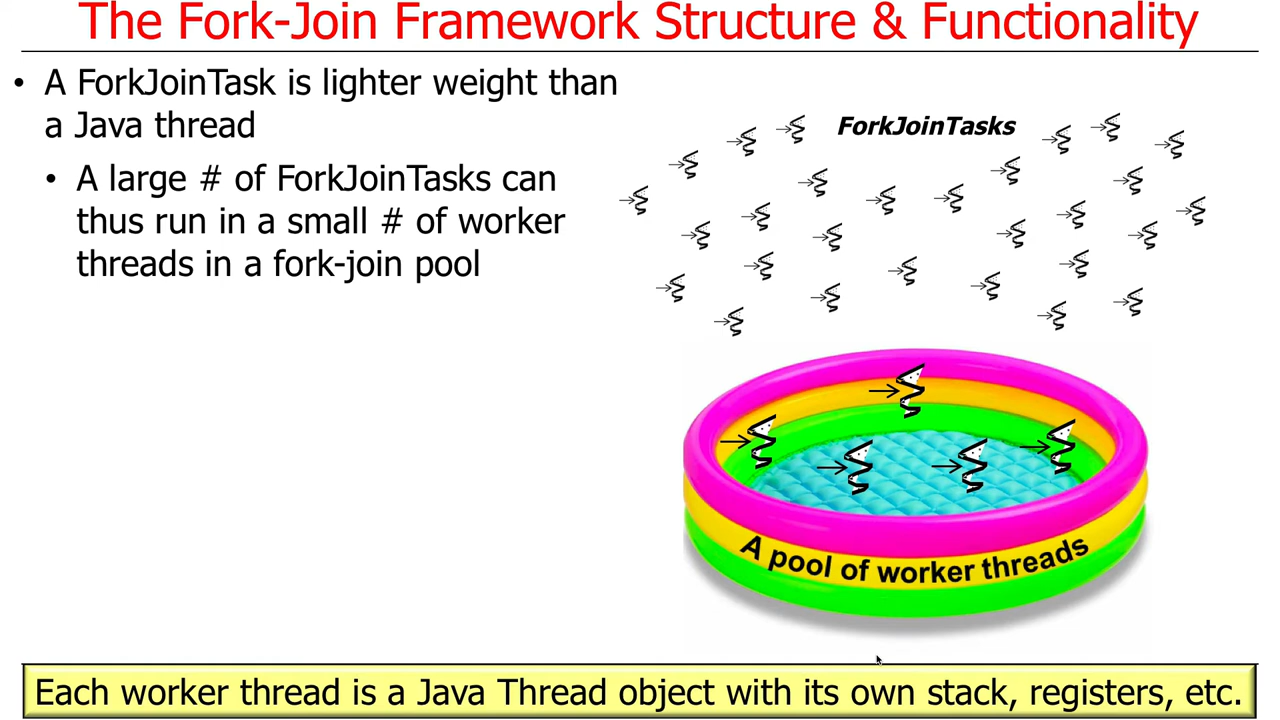 The Fork-Join Framework Structure & Functionality
• A ForkJoinTask is lighter weight than
a Java thread
• A large # of ForkJoinTasks can
thus run in a small # of worker
threads in a fork-join pool
ForkJoinTasks
A pool of worker threads
Each worker thread is a Java Thread object with its own stack, registers, etc.